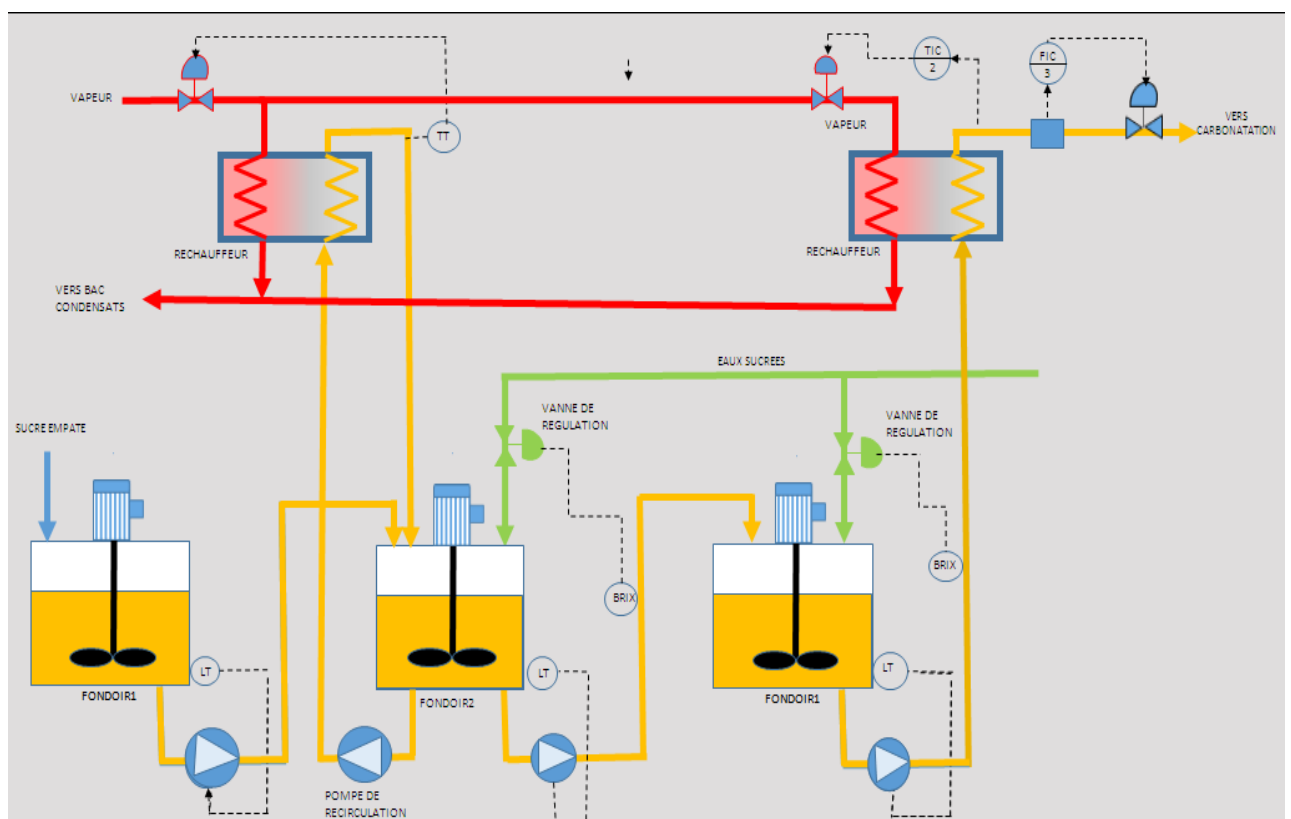 TIC
2
FIC
3
VAPEUR
VAPEUR
VERS
CARBONATATION
TT
RECHAUFFEUR
RECHAUFFEUR
VERS BAC
CONDENSATS
EAUX SUCREES
VANNE DE
REGULATION
VANNE DE
REGULATION
SUCRE EMPATE
BRIX
BRIX
LT
LT
LT
FONDOIR1
FONDOIR2
FONDOIR1
POMPE DE
RECIRCULATION